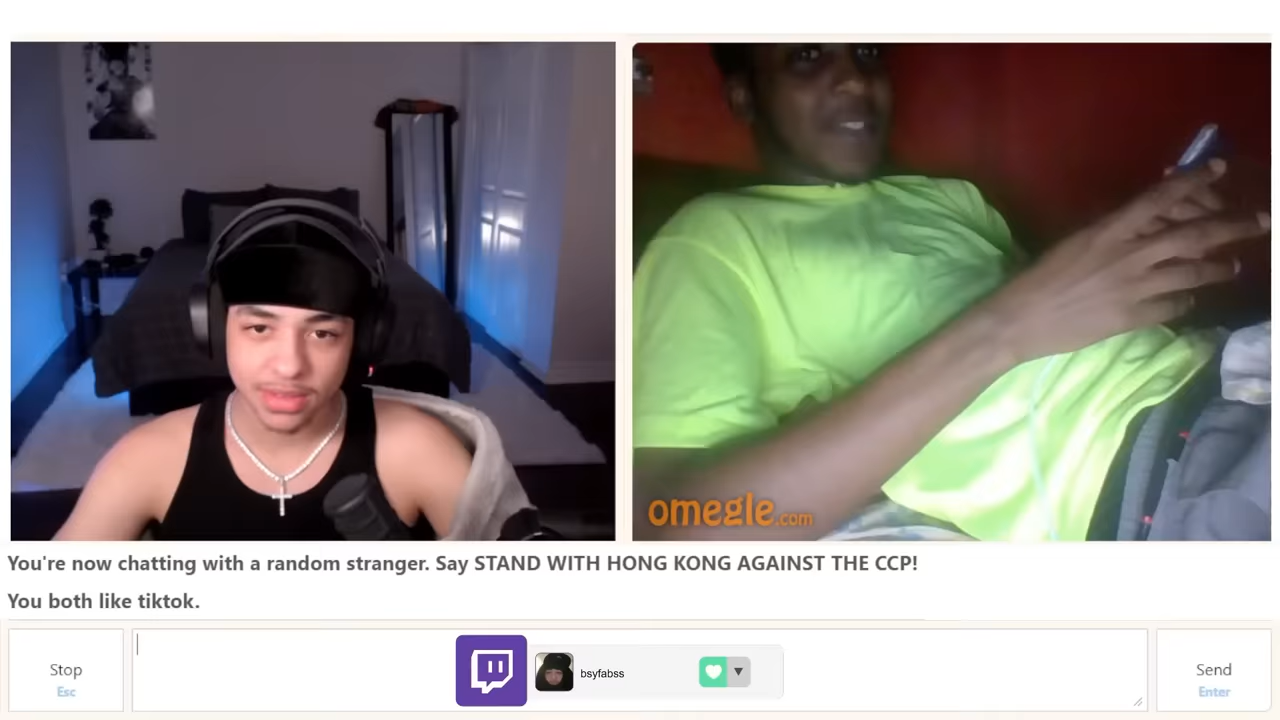 omegle.com
You're now chatting with a random stranger. Say STAND WITH HONG KONG AGAINST THE CCP!
You both like tiktok.
Stop
Esc
bsyfabss
Send
Enter